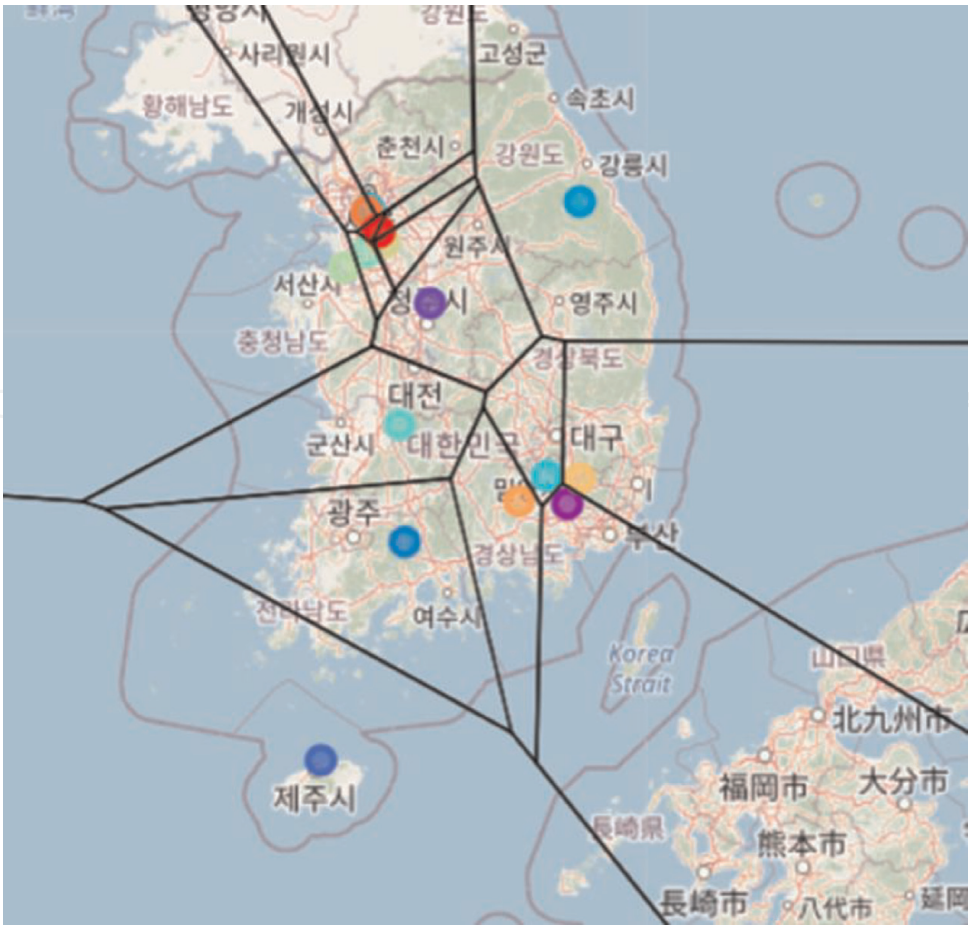 강원도
고성군
사리원시
속초시
황해남도
개성시
춘천시
강원도
강릉시
원주시
서산시
영주시
충청남도
경상북도
대전
군산시
대한민국
대구
광주
부산
경상남도
전라남도
여수시
Korea
Strait
山口県
北九州市
제주시
福岡市
大分市
長崎県
熊本市
長崎市
八代市
延岡